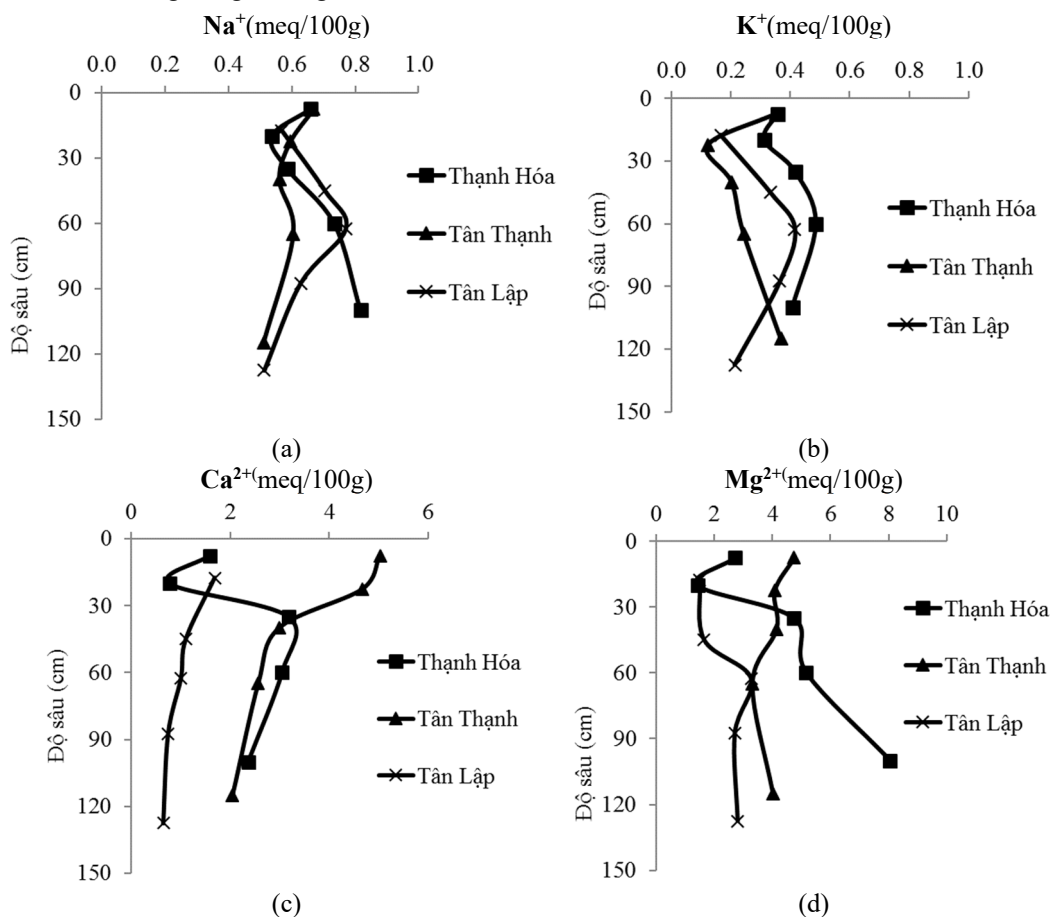 Na⁺(meq/100g)
0.0 0.2 0.4 0.6 0.8 1.0
0
30
60
90
120
150
Độ sâu (cm)
Thạnh Hóa
Tân Thạnh
Tân Lập
(a)
K⁺(meq/100g)
0.0 0.2 0.4 0.6 0.8 1.0
0
30
60
90
120
150
Độ sâu (cm)
Thạnh Hóa
Tân Thạnh
Tân Lập
(b)
Ca²⁺⁽meq/100g)
0 2 4 6
0
30
60
90
120
150
Độ sâu (cm)
Thạnh Hóa
Tân Thạnh
Tân Lập
(c)
Mg²⁺⁽meq/100g)
0 2 4 6 8 10
0
30
60
90
120
150
Độ sâu (cm)
Thạnh Hóa
Tân Thạnh
Tân Lập
(d)